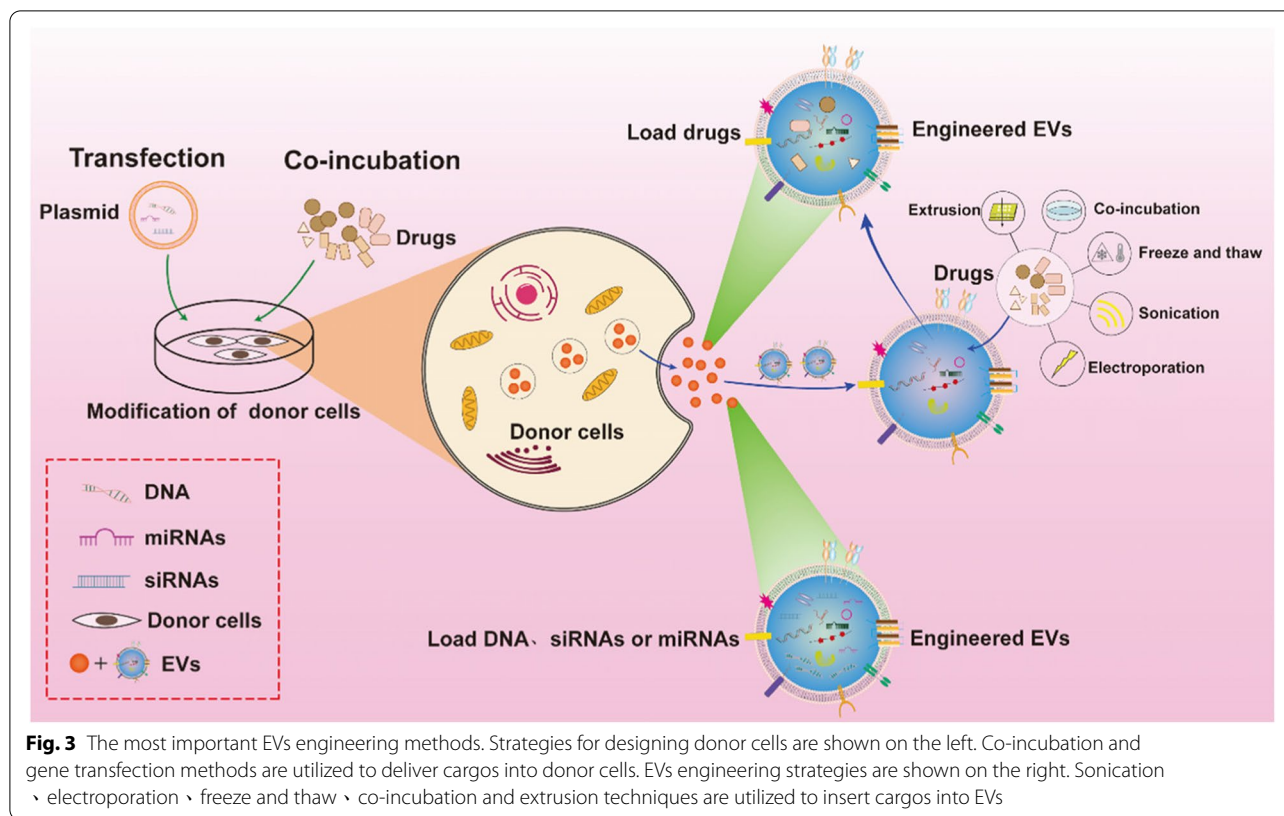 Transfection
Co-incubation
Plasmid
Drugs
Modification of donor cells
Donor cells
DNA
miRNAs
siRNAs
Donor cells
+
EVs
Load drugs
Engineered EVs
Extrusion
Co-incubation
Freeze and thaw
Drugs
Sonication
Electroporation
Load DNA、siRNAs or miRNAs
Engineered EVs
Fig. 3 The most important EVs engineering methods. Strategies for designing donor cells are shown on the left. Co-incubation and
gene transfection methods are utilized to deliver cargos into donor cells. EVs engineering strategies are shown on the right. Sonication
、electroporation、freeze and thaw、co-incubation and extrusion techniques are utilized to insert cargos into EVs